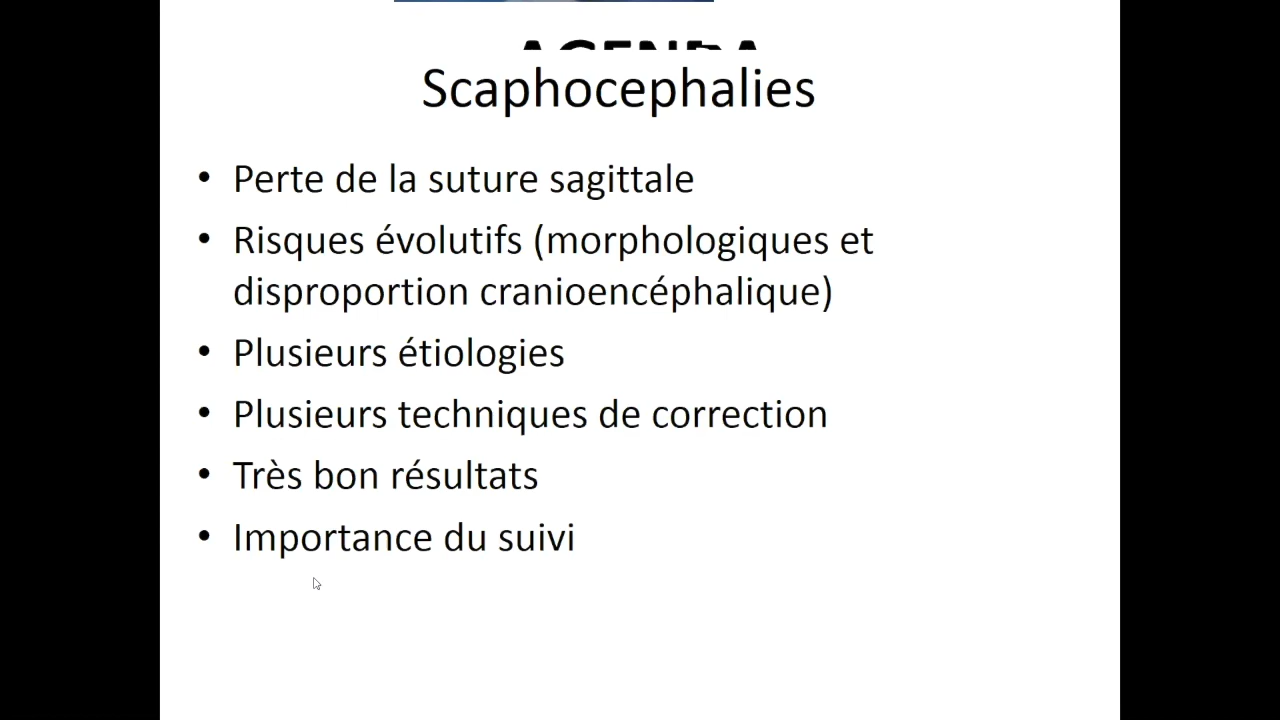 AGENDA
Scaphocephalies
• Perte de la suture sagittale
• Risques évolutifs (morphologiques et
disproportion cranioencéphalique)
• Plusieurs étiologies
• Plusieurs techniques de correction
• Très bon résultats
• Importance du suivi